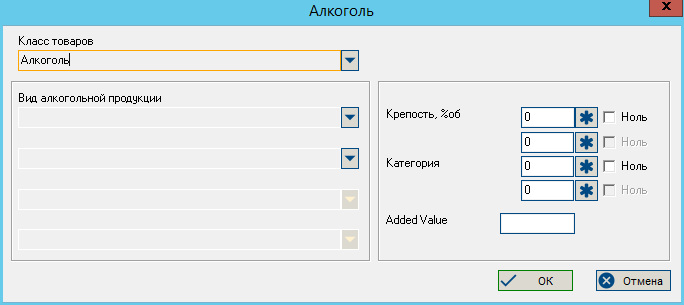 Алкоголь
x
Класс товаров
Алкоголь
Вид алкогольной продукции
Крепость, %об
0
Ноль
0
Ноль
Категория
0
Ноль
0
Ноль
Added Value
ОК
Отмена